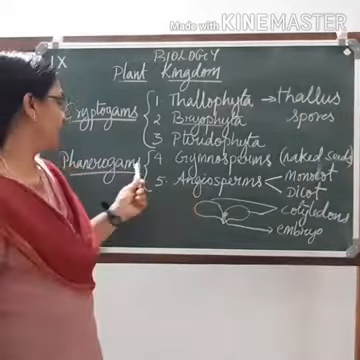 Made with KINEMASTER
IX
BIOLOGY
Plant Kingdom
Cryptogams
1 Thallophyta → Thallus
spores
2 Bryophyta
3 Pteridophyta
Phanerogams
4 Gymnosperms (naked seeds)
5. Angiosperms
Monocot
Dicot
cotyledons
embryo